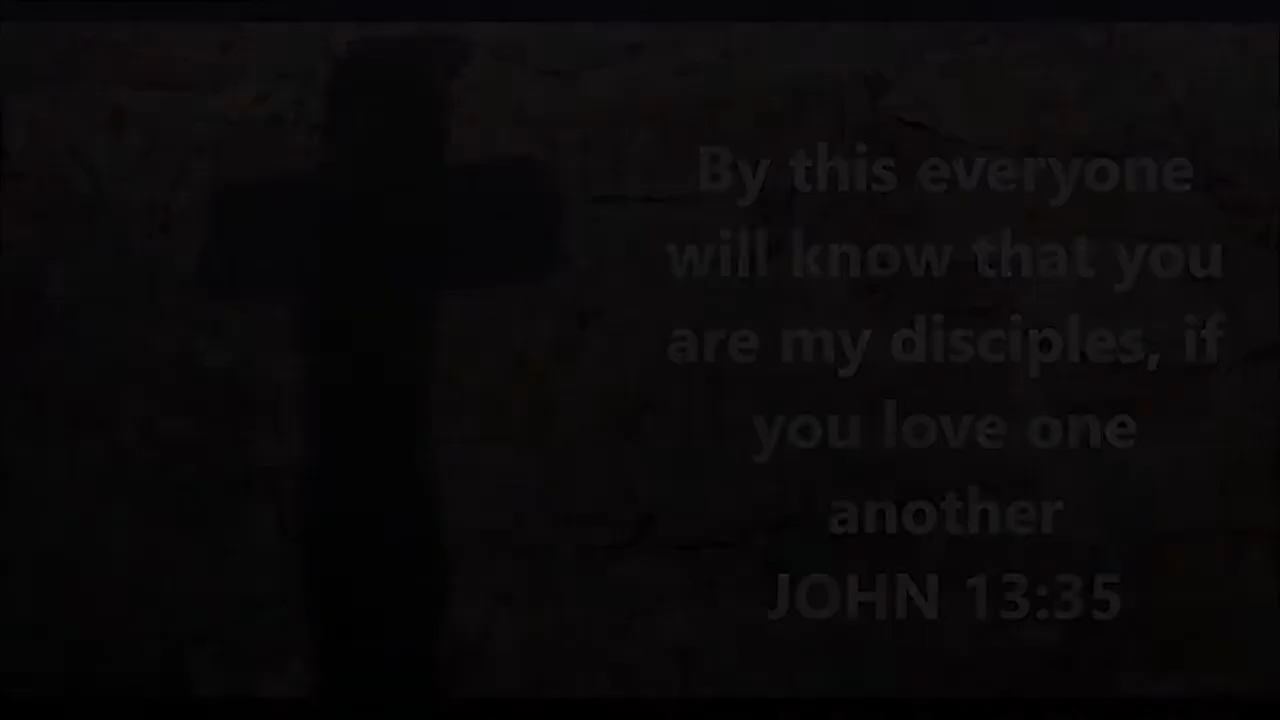 By this everyone
will know that you
are my disciples, if
you love one
another
JOHN 13:35